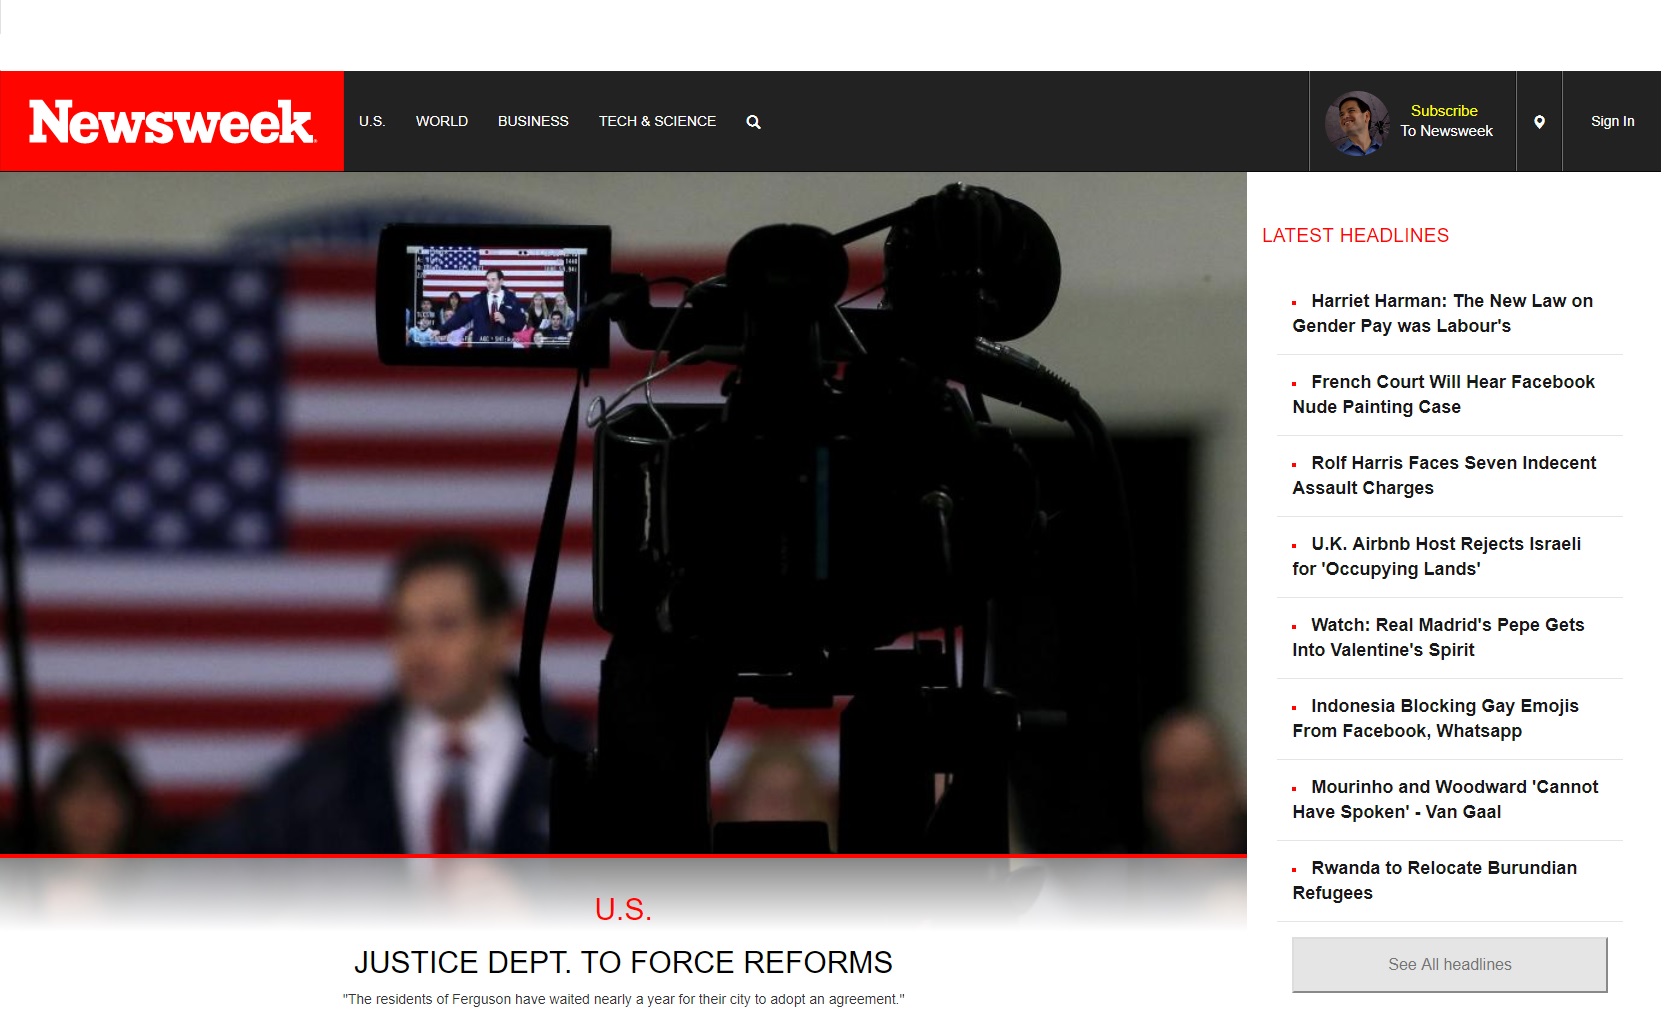 Newsweek
U.S.
WORLD
BUSINESS
TECH & SCIENCE
Subscribe
To Newsweek
Sign In
LATEST HEADLINES
Harriet Harman: The New Law on
Gender Pay was Labour's
French Court Will Hear Facebook
Nude Painting Case
Rolf Harris Faces Seven Indecent
Assault Charges
U.K. Airbnb Host Rejects Israeli
for 'Occupying Lands'
Watch: Real Madrid's Pepe Gets
Into Valentine's Spirit
Indonesia Blocking Gay Emojis
From Facebook, Whatsapp
Mourinho and Woodward 'Cannot
Have Spoken' - Van Gaal
Rwanda to Relocate Burundian
Refugees
See All headlines
U.S.
JUSTICE DEPT. TO FORCE REFORMS
"The residents of Ferguson have waited nearly a year for their city to adopt an agreement."